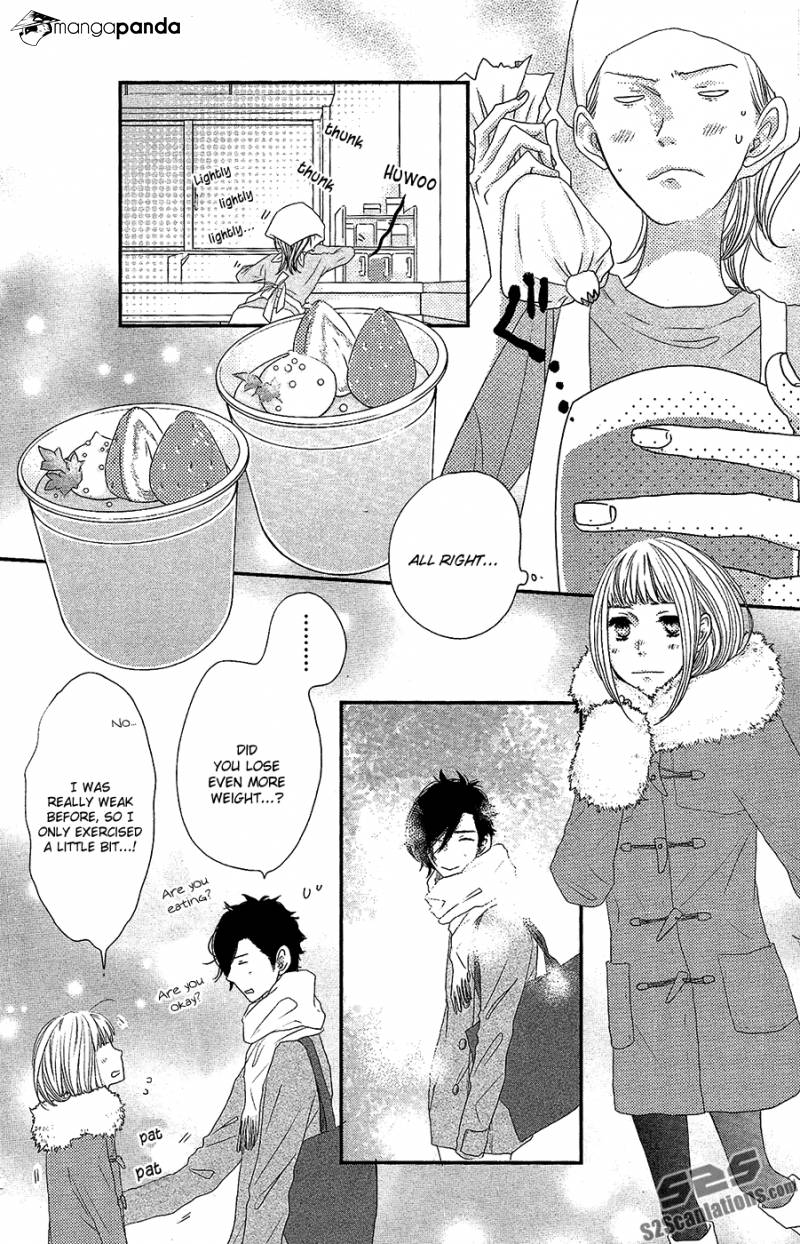 mangapanda
thunk
thunk
HUWOO
Lightly
lightly
lightly...
ALL RIGHT...
.........
DID
YOU LOSE
EVEN MORE
WEIGHT...?
NO...
I WAS
REALLY WEAK
BEFORE, SO I
ONLY EXERCISED
A LITTLE BIT...!
Are you
eating?
Are you
okay?
pat
pat
S2S
S2Scanlations.com